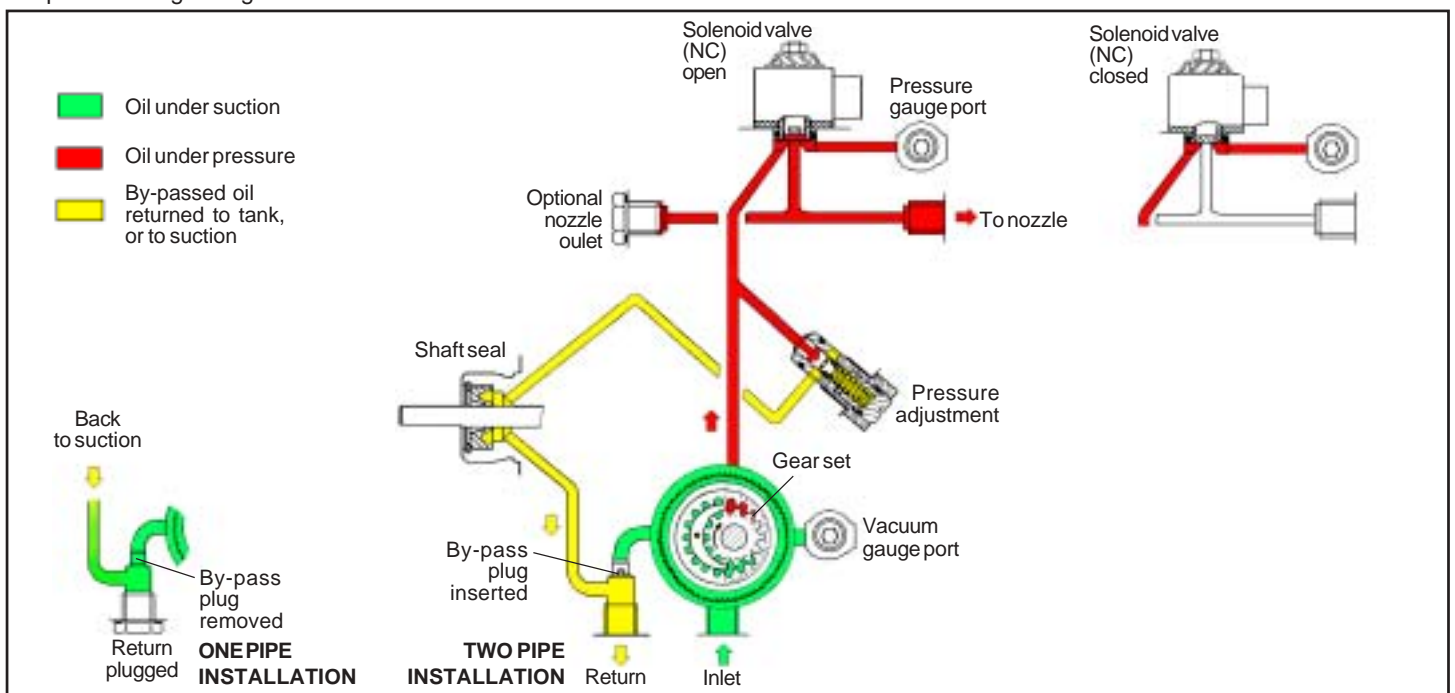 Solenoid valve
(NC)
open
Solenoid valve
(NC)
closed
Pressure
gauge port
Oil under suction
Oil under pressure
By-passed oil
returned to tank,
or to suction
Optional
nozzle
oulet
To nozzle
Shaft seal
Pressure
adjustment
Back
to suction
Gear set
Vacuum
gauge port
By-pass
plug
inserted
By-pass
plug
removed
Return
plugged
ONE PIPE
INSTALLATION
TWO PIPE
INSTALLATION
Return
Inlet